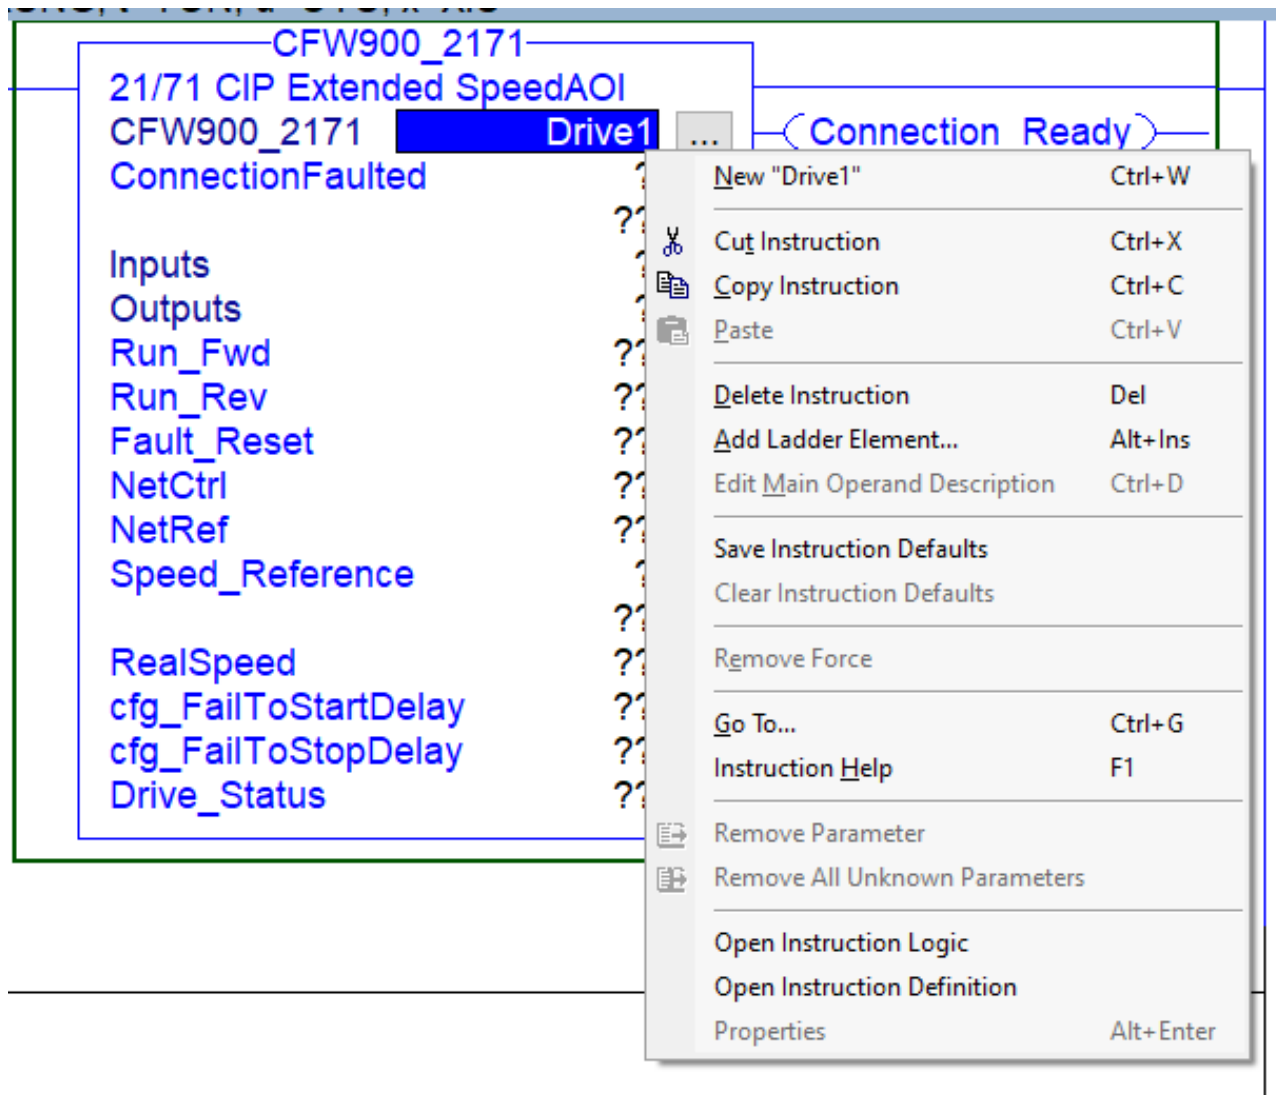 CFW900_2171
21/71 CIP Extended SpeedAOI
CFW900_2171 Drive1 ... Connection_Ready
ConnectionFaulted ?
??
Inputs ?
Outputs ?
Run_Fwd ??
Run_Rev ??
Fault_Reset ??
NetCtrl ??
NetRef ??
Speed_Reference ?
??
RealSpeed ??
cfg_FailToStartDelay ??
cfg_FailToStopDelay ??
Drive_Status ??
New "Drive1" Ctrl+W
Cut Instruction Ctrl+X
Copy Instruction Ctrl+C
Paste Ctrl+V
Delete Instruction Del
Add Ladder Element... Alt+Ins
Edit Main Operand Description Ctrl+D
Save Instruction Defaults
Clear Instruction Defaults
Remove Force
Go To... Ctrl+G
Instruction Help F1
Remove Parameter
Remove All Unknown Parameters
Open Instruction Logic
Open Instruction Definition
Properties Alt+Enter